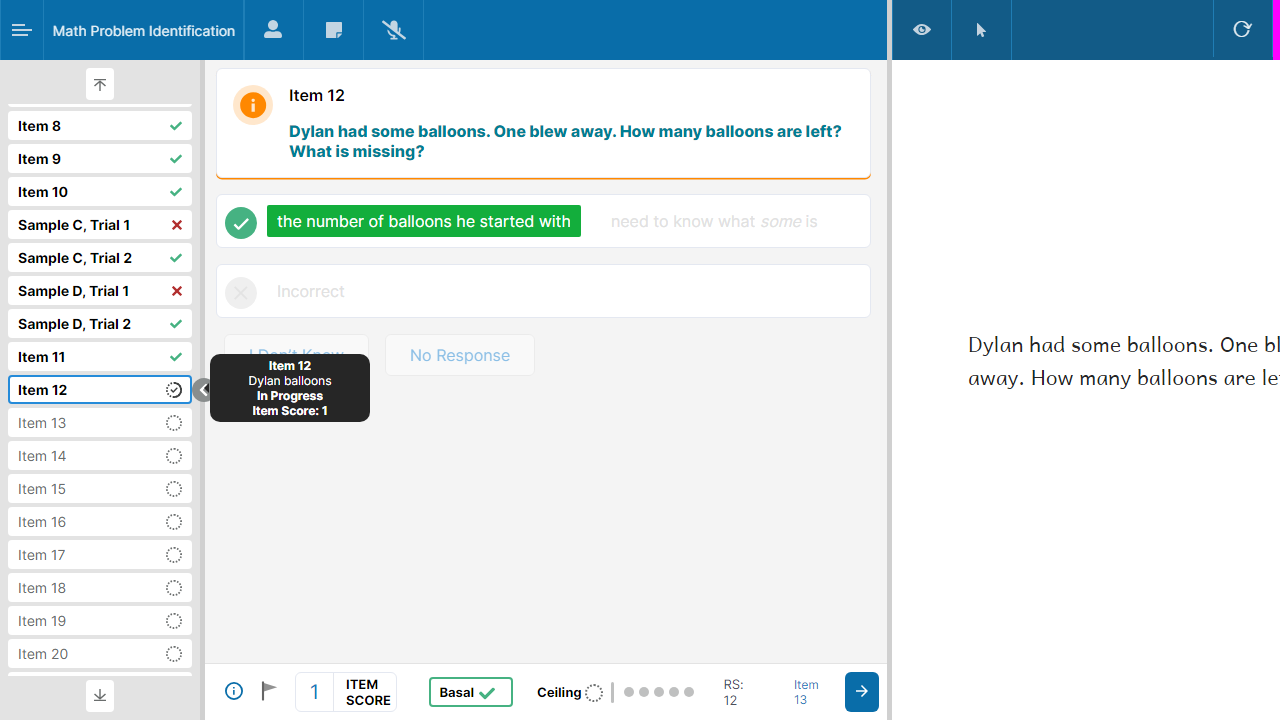 Math Problem Identification
Item 8
Item 9
Item 10
Sample C, Trial 1
Sample C, Trial 2
Sample D, Trial 1
Sample D, Trial 2
Item 11
Item 12
Item 13
Item 14
Item 15
Item 16
Item 17
Item 18
Item 19
Item 20
Item 12
Dylan had some balloons. One blew away. How many balloons are left?
What is missing?
the number of balloons he started with need to know what some is
Incorrect
I Don't Know No Response
Item 12
Dylan balloons
In Progress
Item Score: 1
1 ITEM
SCORE
Basal
Ceiling
RS:
12
Item
13
Dylan had some balloons. One bl
away. How many balloons are le